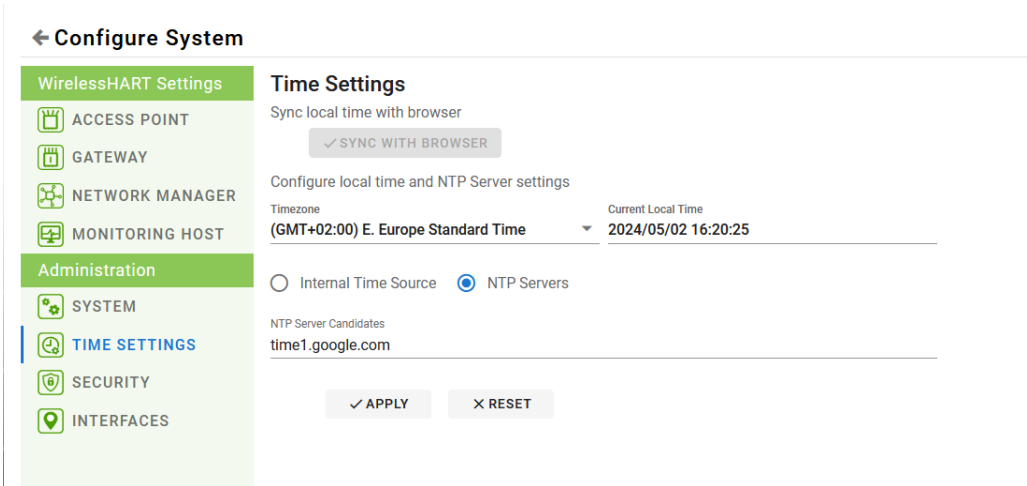 Configure System
WirelessHART Settings
ACCESS POINT
GATEWAY
NETWORK MANAGER
MONITORING HOST
Administration
SYSTEM
TIME SETTINGS
SECURITY
INTERFACES
Time Settings
Sync local time with browser
SYNC WITH BROWSER
Configure local time and NTP Server settings
Timezone
(GMT+02:00) E. Europe Standard Time
Current Local Time
2024/05/02 16:20:25
Internal Time Source
NTP Servers
NTP Server Candidates
time1.google.com
APPLY
RESET